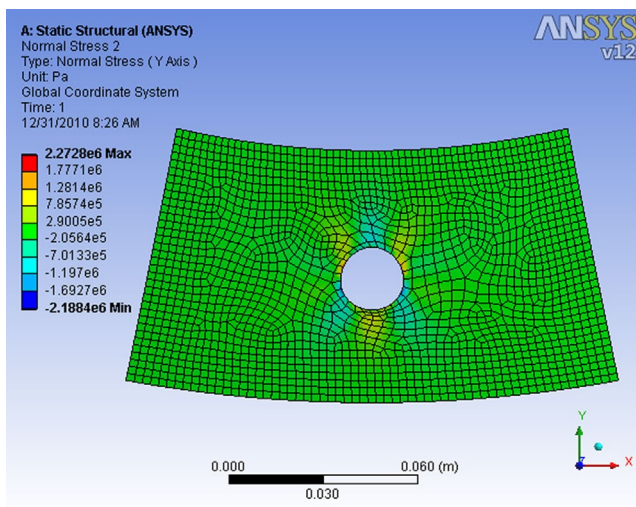 A: Static Structural (ANSYS)
Normal Stress 2
Type: Normal Stress ( Y Axis )
Unit: Pa
Global Coordinate System
Time: 1
12/31/2010 8:26 AM
ANSYS
v12
2.2728e6 Max
1.7771e6
1.2814e6
7.8574e5
2.9005e5
-2.0564e5
-7.0133e5
-1.197e6
-1.6927e6
-2.1884e6 Min
Y
X
Z
0.000
0.060 (m)
0.030